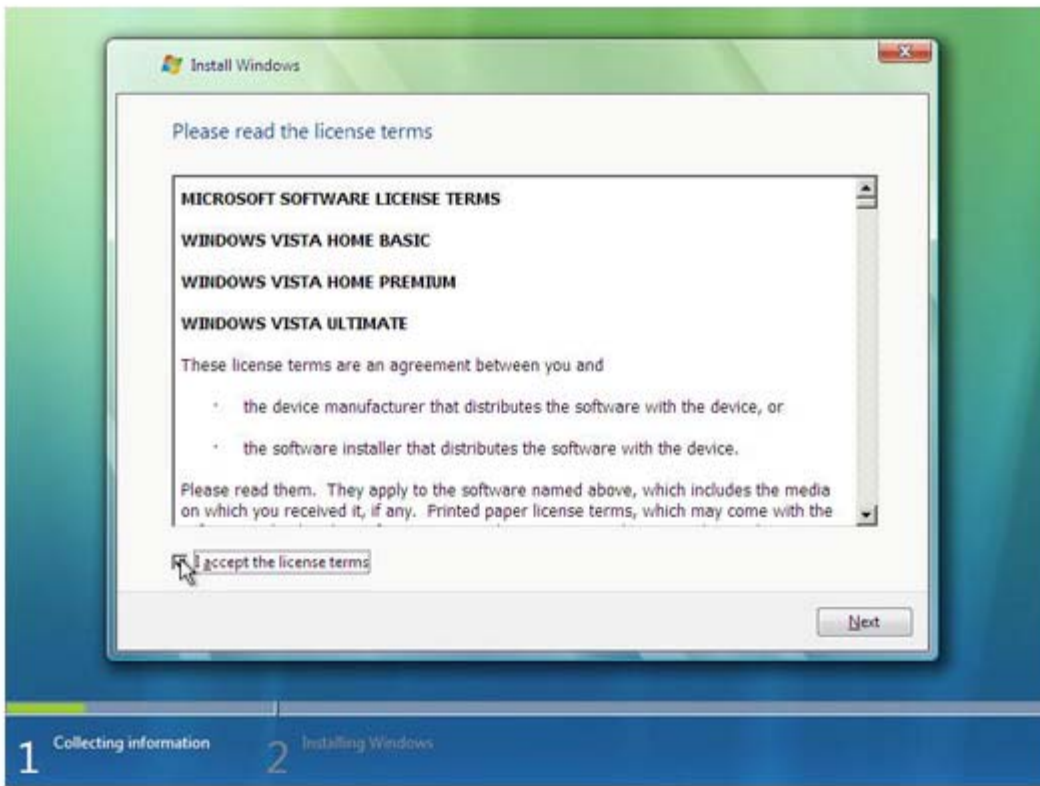 Install Windows
Please read the license terms
MICROSOFT SOFTWARE LICENSE TERMS
WINDOWS VISTA HOME BASIC
WINDOWS VISTA HOME PREMIUM
WINDOWS VISTA ULTIMATE
These license terms are an agreement between you and
· the device manufacturer that distributes the software with the device, or
· the software installer that distributes the software with the device.
Please read them. They apply to the software named above, which includes the media
on which you received it, if any. Printed paper license terms, which may come with the
I accept the license terms
Next
1 Collecting information
2 Installing Windows